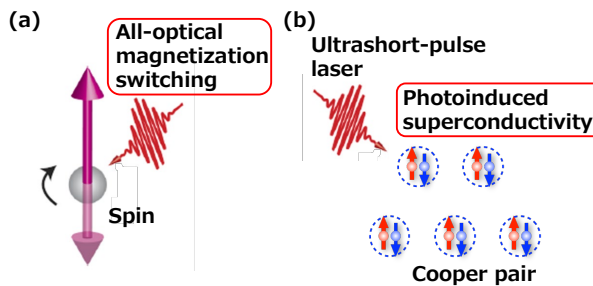 (a)
All-optical
magnetization
switching
Spin
(b)
Ultrashort-pulse
laser
Photoinduced
superconductivity
Cooper pair